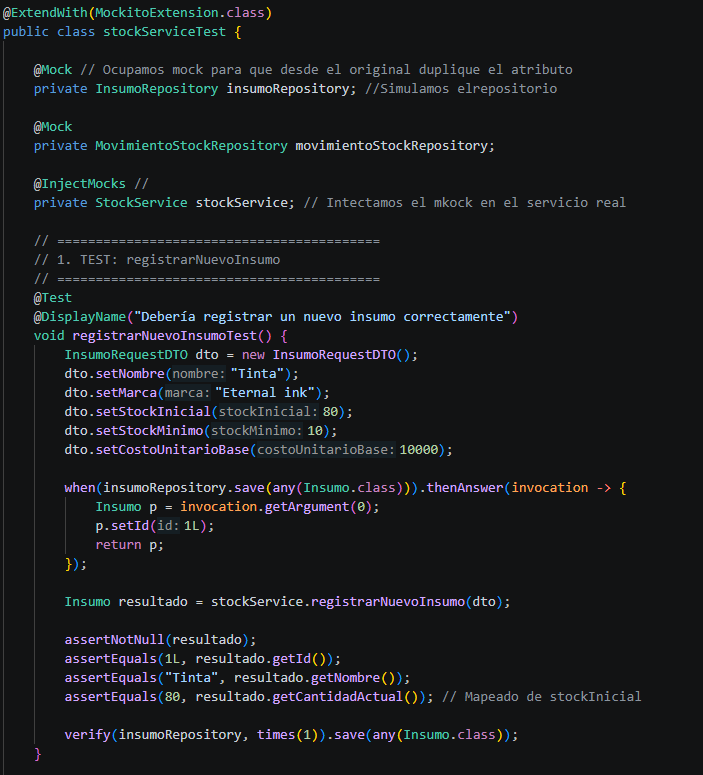 @ExtendWith(MockitoExtension.class)
public class stockServiceTest {
@Mock // Ocupamos mock para que desde el original duplique el atributo
private InsumoRepository insumoRepository; //Simulamos elrepositorio
@Mock
private MovimientoStockRepository movimientoStockRepository;
@InjectMocks //
private StockService stockService; // Intectamos el mkock en el servicio real
// ==========================================
// 1. TEST: registrarNuevoInsumo
// ==========================================
@Test
@DisplayName("Debería registrar un nuevo insumo correctamente")
void registrarNuevoInsumoTest() {
InsumoRequestDTO dto = new InsumoRequestDTO();
dto.setNombre(nombre: "Tinta");
dto.setMarca(marca: "Eternal ink");
dto.setStockInicial(stockInicial: 80);
dto.setStockMinimo(stockMinimo: 10);
dto.setCostoUnitarioBase(costoUnitarioBase: 10000);
when(insumoRepository.save(any(Insumo.class))).thenAnswer(invocation -> {
Insumo p = invocation.getArgument(0);
p.setId(id: 1L);
return p;
});
Insumo resultado = stockService.registrarNuevoInsumo(dto);
assertNotNull(resultado);
assertEquals(1L, resultado.getId());
assertEquals("Tinta", resultado.getNombre());
assertEquals(80, resultado.getCantidadActual()); // Mapeado de stockInicial
verify(insumoRepository, times(1)).save(any(Insumo.class));
}